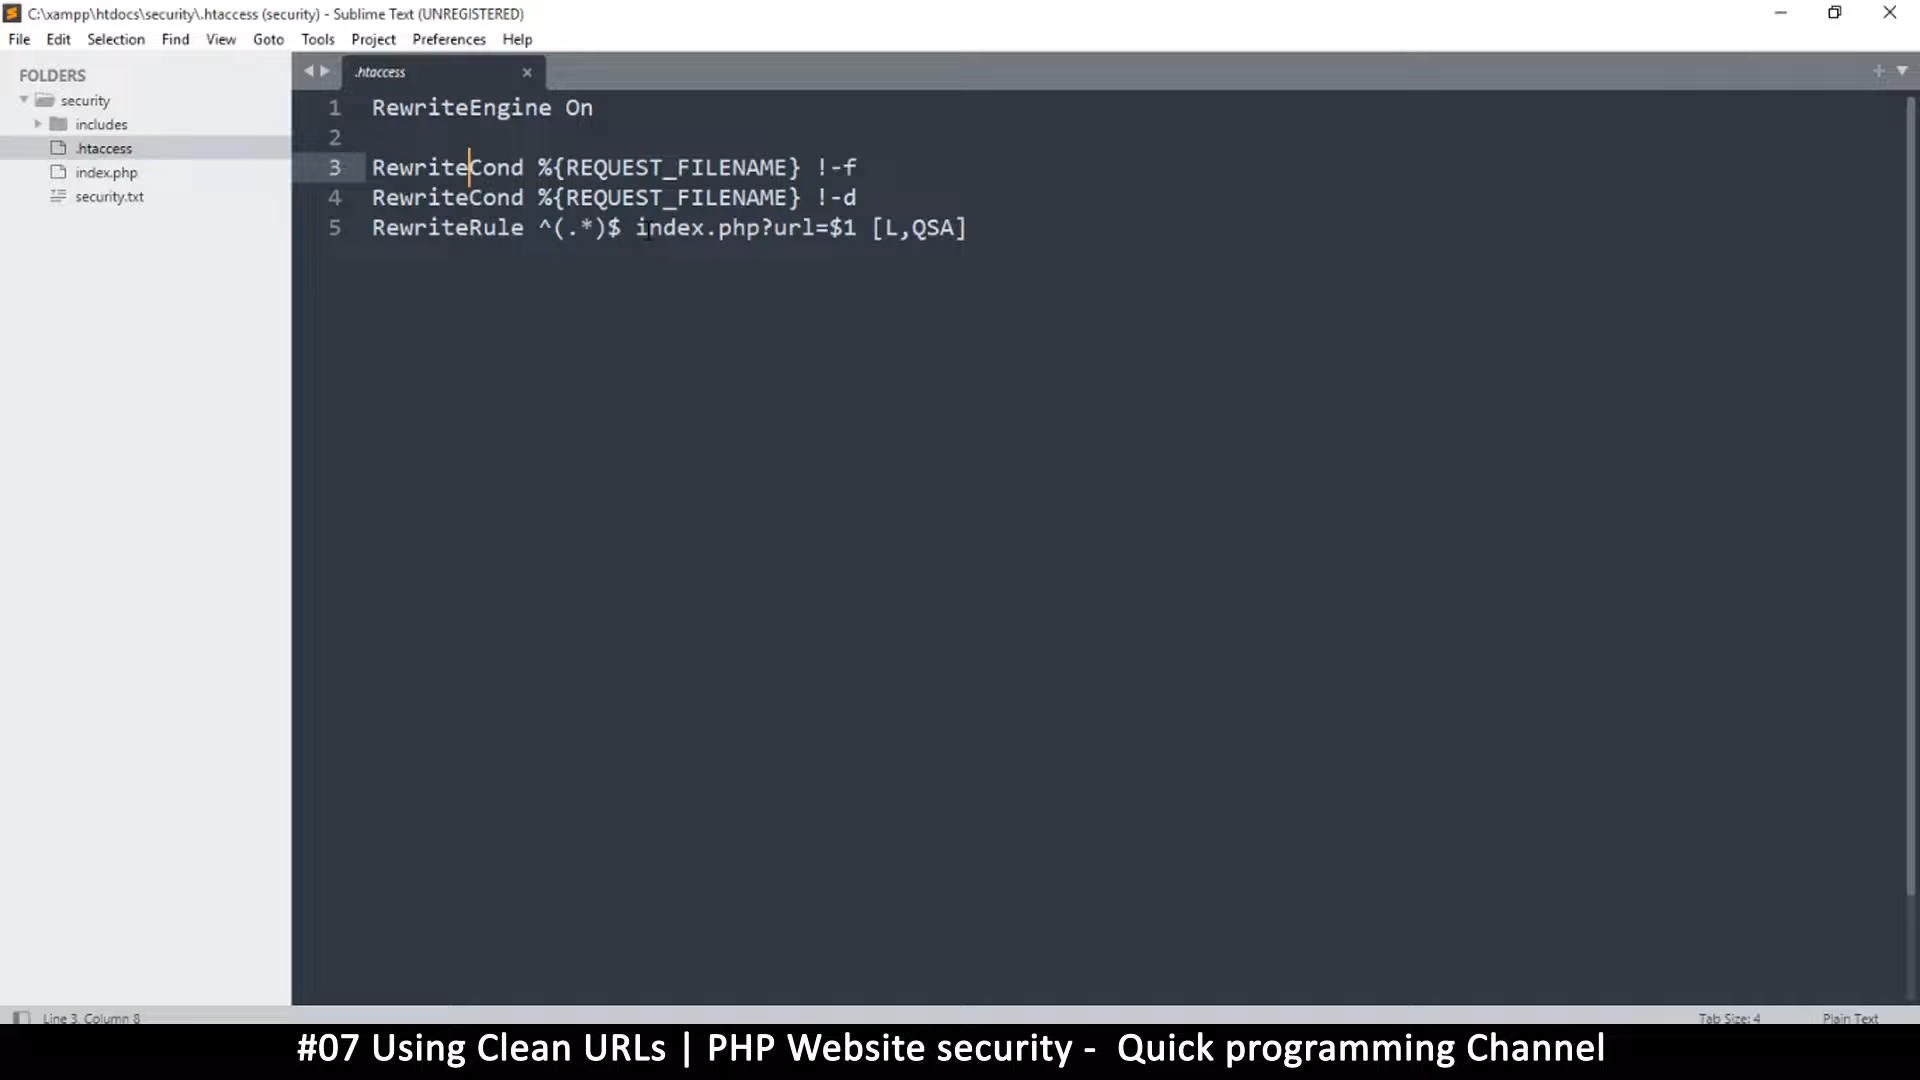 C:\xampp\htdocs\security\.htaccess (security) - Sublime Text (UNREGISTERED)
File Edit Selection Find View Goto Tools Project Preferences Help
FOLDERS
security
includes
.htaccess
index.php
security.txt
.htaccess
1 RewriteEngine On
2
3 RewriteCond %{REQUEST_FILENAME} !-f
4 RewriteCond %{REQUEST_FILENAME} !-d
5 RewriteRule ^(.*)$ index.php?url=$1 [L,QSA]
Line 3, Column 8
Tab Size: 4
Plain Text
#07 Using Clean URLs | PHP Website security - Quick programming Channel